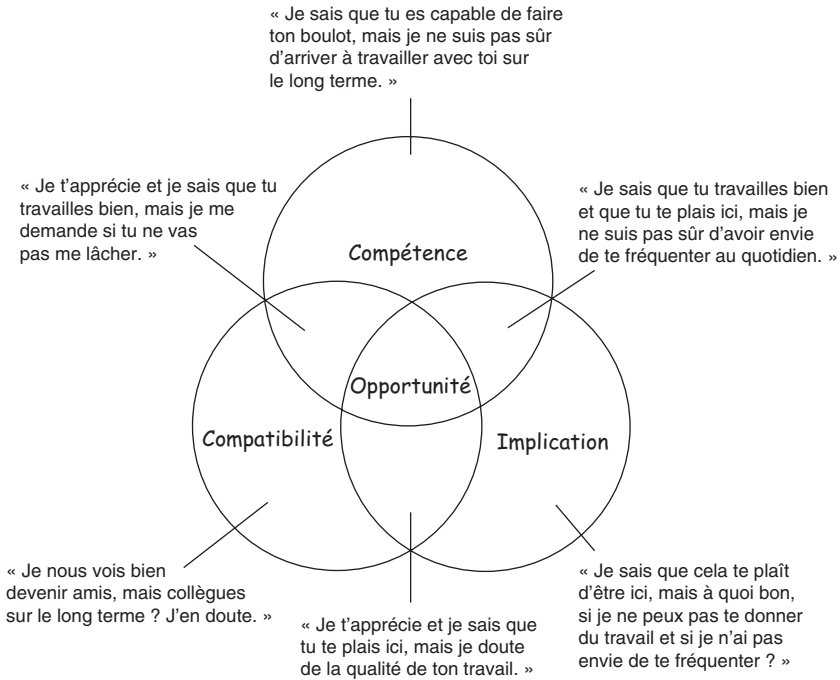 « Je sais que tu es capable de faire
ton boulot, mais je ne suis pas sûr
d'arriver à travailler avec toi sur
le long terme. »
« Je t'apprécie et je sais que tu
travailles bien, mais je me
demande si tu ne vas
pas me lâcher. »
« Je sais que tu travailles bien
et que tu te plais ici, mais je
ne suis pas sûr d'avoir envie
de te fréquenter au quotidien. »
Compétence
Opportunité
Compatibilité
Implication
« Je nous vois bien
devenir amis, mais collègues
sur le long terme ? J'en doute. »
« Je t'apprécie et je sais que
tu te plais ici, mais je doute
de la qualité de ton travail. »
« Je sais que cela te plaît
d'être ici, mais à quoi bon,
si je ne peux pas te donner
du travail et si je n'ai pas
envie de te fréquenter ? »